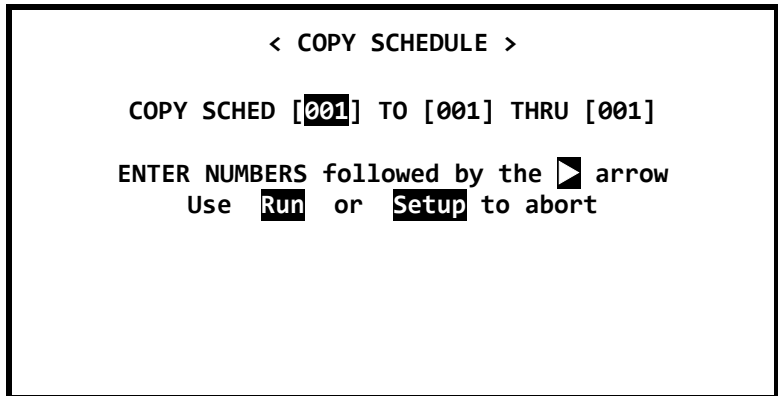 < COPY SCHEDULE >
COPY SCHED [001] TO [001] THRU [001]
ENTER NUMBERS followed by the ▶ arrow
Use Run or Setup to abort